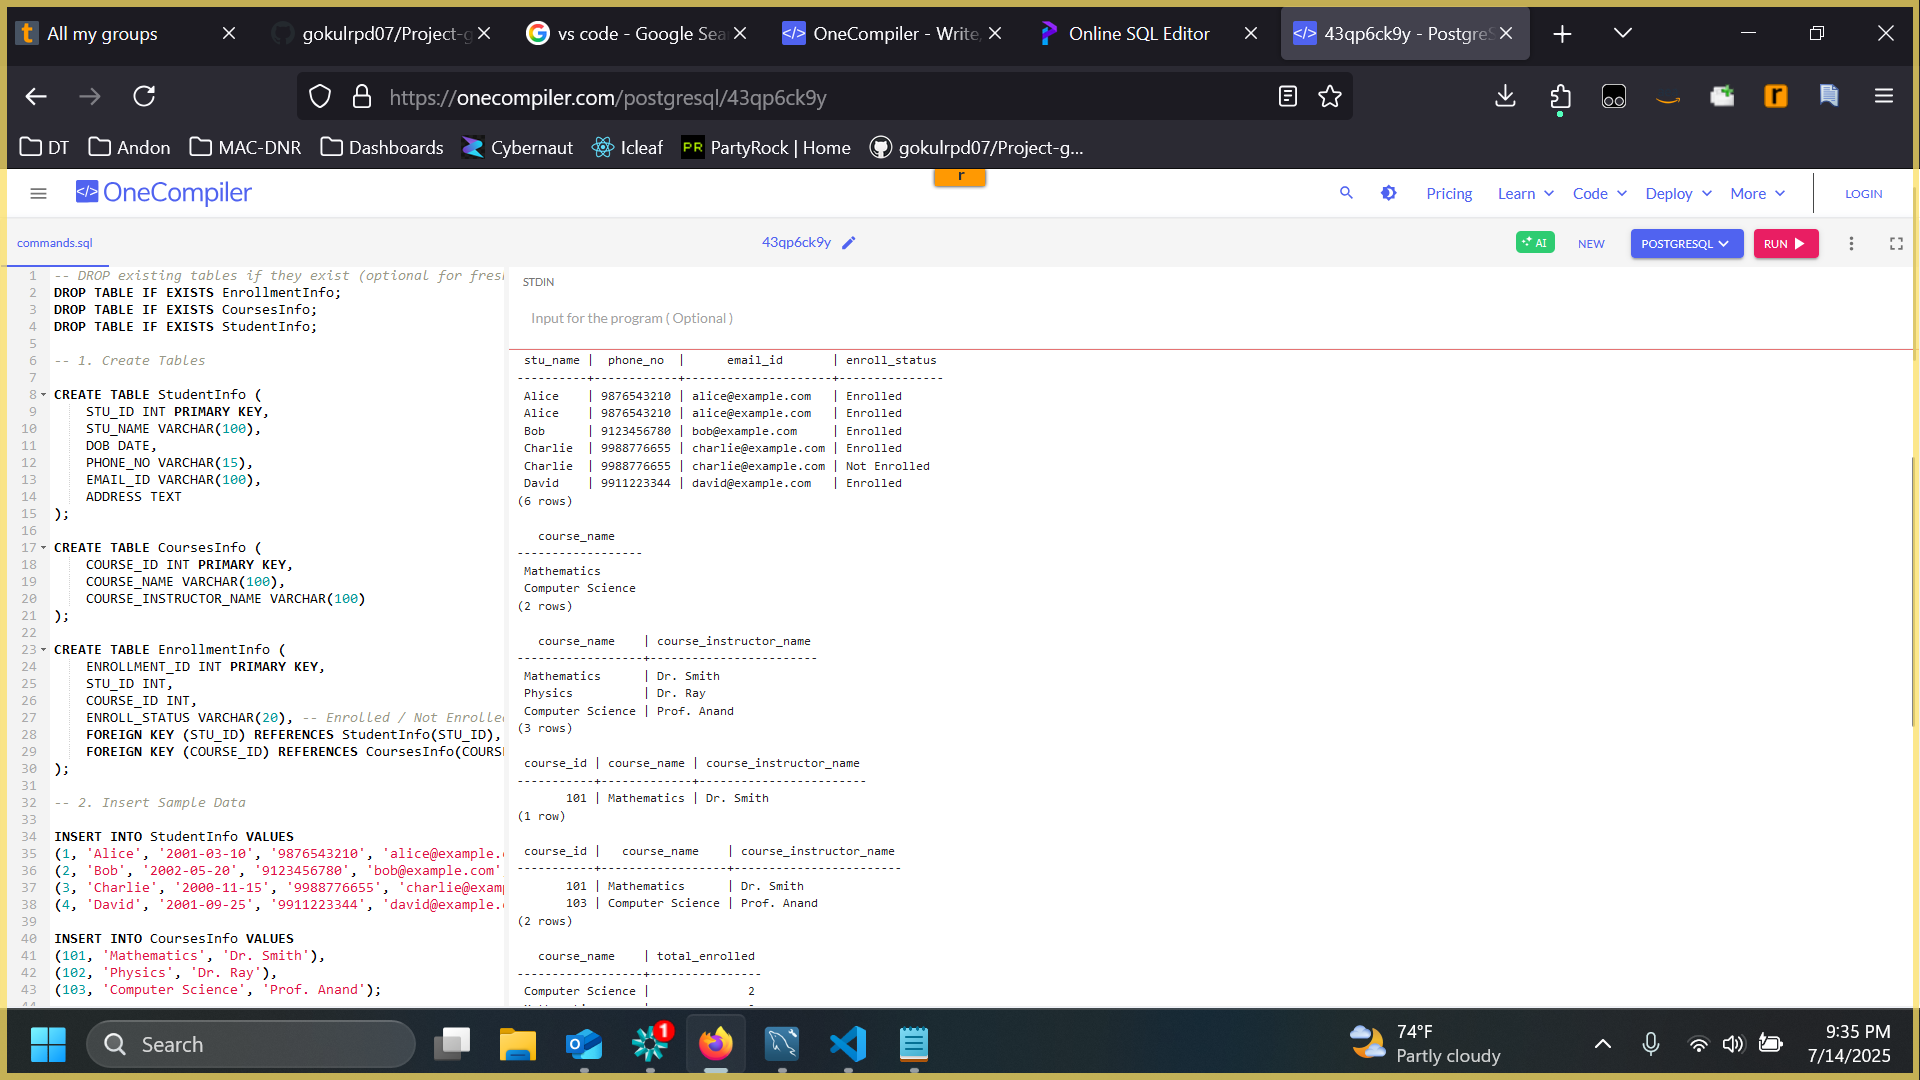 All my groups
gokulrpd07/Project-g
vs code - Google Sea
OneCompiler - Write,
Online SQL Editor
43qp6ck9y - PostgreS
https://onecompiler.com/postgresql/43qp6ck9y
DT
Andon
MAC-DNR
Dashboards
Cybernaut
Icleaf
PR PartyRock | Home
gokulrpd07/Project-g...
OneCompiler
r
Pricing
Learn
Code
Deploy
More
LOGIN
commands.sql
43qp6ck9y
AI
NEW
POSTGRESQL
RUN
1 -- DROP existing tables if they exist (optional for fres
2 DROP TABLE IF EXISTS EnrollmentInfo;
3 DROP TABLE IF EXISTS CoursesInfo;
4 DROP TABLE IF EXISTS StudentInfo;
5
6 -- 1. Create Tables
7
8 CREATE TABLE StudentInfo (
9     STU_ID INT PRIMARY KEY,
10     STU_NAME VARCHAR(100),
11     DOB DATE,
12     PHONE_NO VARCHAR(15),
13     EMAIL_ID VARCHAR(100),
14     ADDRESS TEXT
15 );
16
17 CREATE TABLE CoursesInfo (
18     COURSE_ID INT PRIMARY KEY,
19     COURSE_NAME VARCHAR(100),
20     COURSE_INSTRUCTOR_NAME VARCHAR(100)
21 );
22
23 CREATE TABLE EnrollmentInfo (
24     ENROLLMENT_ID INT PRIMARY KEY,
25     STU_ID INT,
26     COURSE_ID INT,
27     ENROLL_STATUS VARCHAR(20), -- Enrolled / Not Enrolle
28     FOREIGN KEY (STU_ID) REFERENCES StudentInfo(STU_ID),
29     FOREIGN KEY (COURSE_ID) REFERENCES CoursesInfo(COURS
30 );
31
32 -- 2. Insert Sample Data
33
34 INSERT INTO StudentInfo VALUES
35 (1, 'Alice', '2001-03-10', '9876543210', 'alice@example.
36 (2, 'Bob', '2002-05-20', '9123456780', 'bob@example.com'
37 (3, 'Charlie', '2000-11-15', '9988776655', 'charlie@exam
38 (4, 'David', '2001-09-25', '9911223344', 'david@example.
39
40 INSERT INTO CoursesInfo VALUES
41 (101, 'Mathematics', 'Dr. Smith'),
42 (102, 'Physics', 'Dr. Ray'),
43 (103, 'Computer Science', 'Prof. Anand');
STDIN
Input for the program ( Optional )
stu_name | phone_no | email_id | enroll_status
----------+------------+---------------------+---------------
Alice | 9876543210 | alice@example.com | Enrolled
Alice | 9876543210 | alice@example.com | Enrolled
Bob | 9123456780 | bob@example.com | Enrolled
Charlie | 9988776655 | charlie@example.com | Enrolled
Charlie | 9988776655 | charlie@example.com | Not Enrolled
David | 9911223344 | david@example.com | Enrolled
(6 rows)
course_name
------------------
Mathematics
Computer Science
(2 rows)
course_name | course_instructor_name
------------------+------------------------
Mathematics | Dr. Smith
Physics | Dr. Ray
Computer Science | Prof. Anand
(3 rows)
course_id | course_name | course_instructor_name
-----------+-------------+------------------------
101 | Mathematics | Dr. Smith
(1 row)
course_id | course_name | course_instructor_name
-----------+------------------+------------------------
101 | Mathematics | Dr. Smith
103 | Computer Science | Prof. Anand
(2 rows)
course_name | total_enrolled
------------------+----------------
Computer Science | 2
Search
1
74°F
Partly cloudy
9:35 PM
7/14/2025